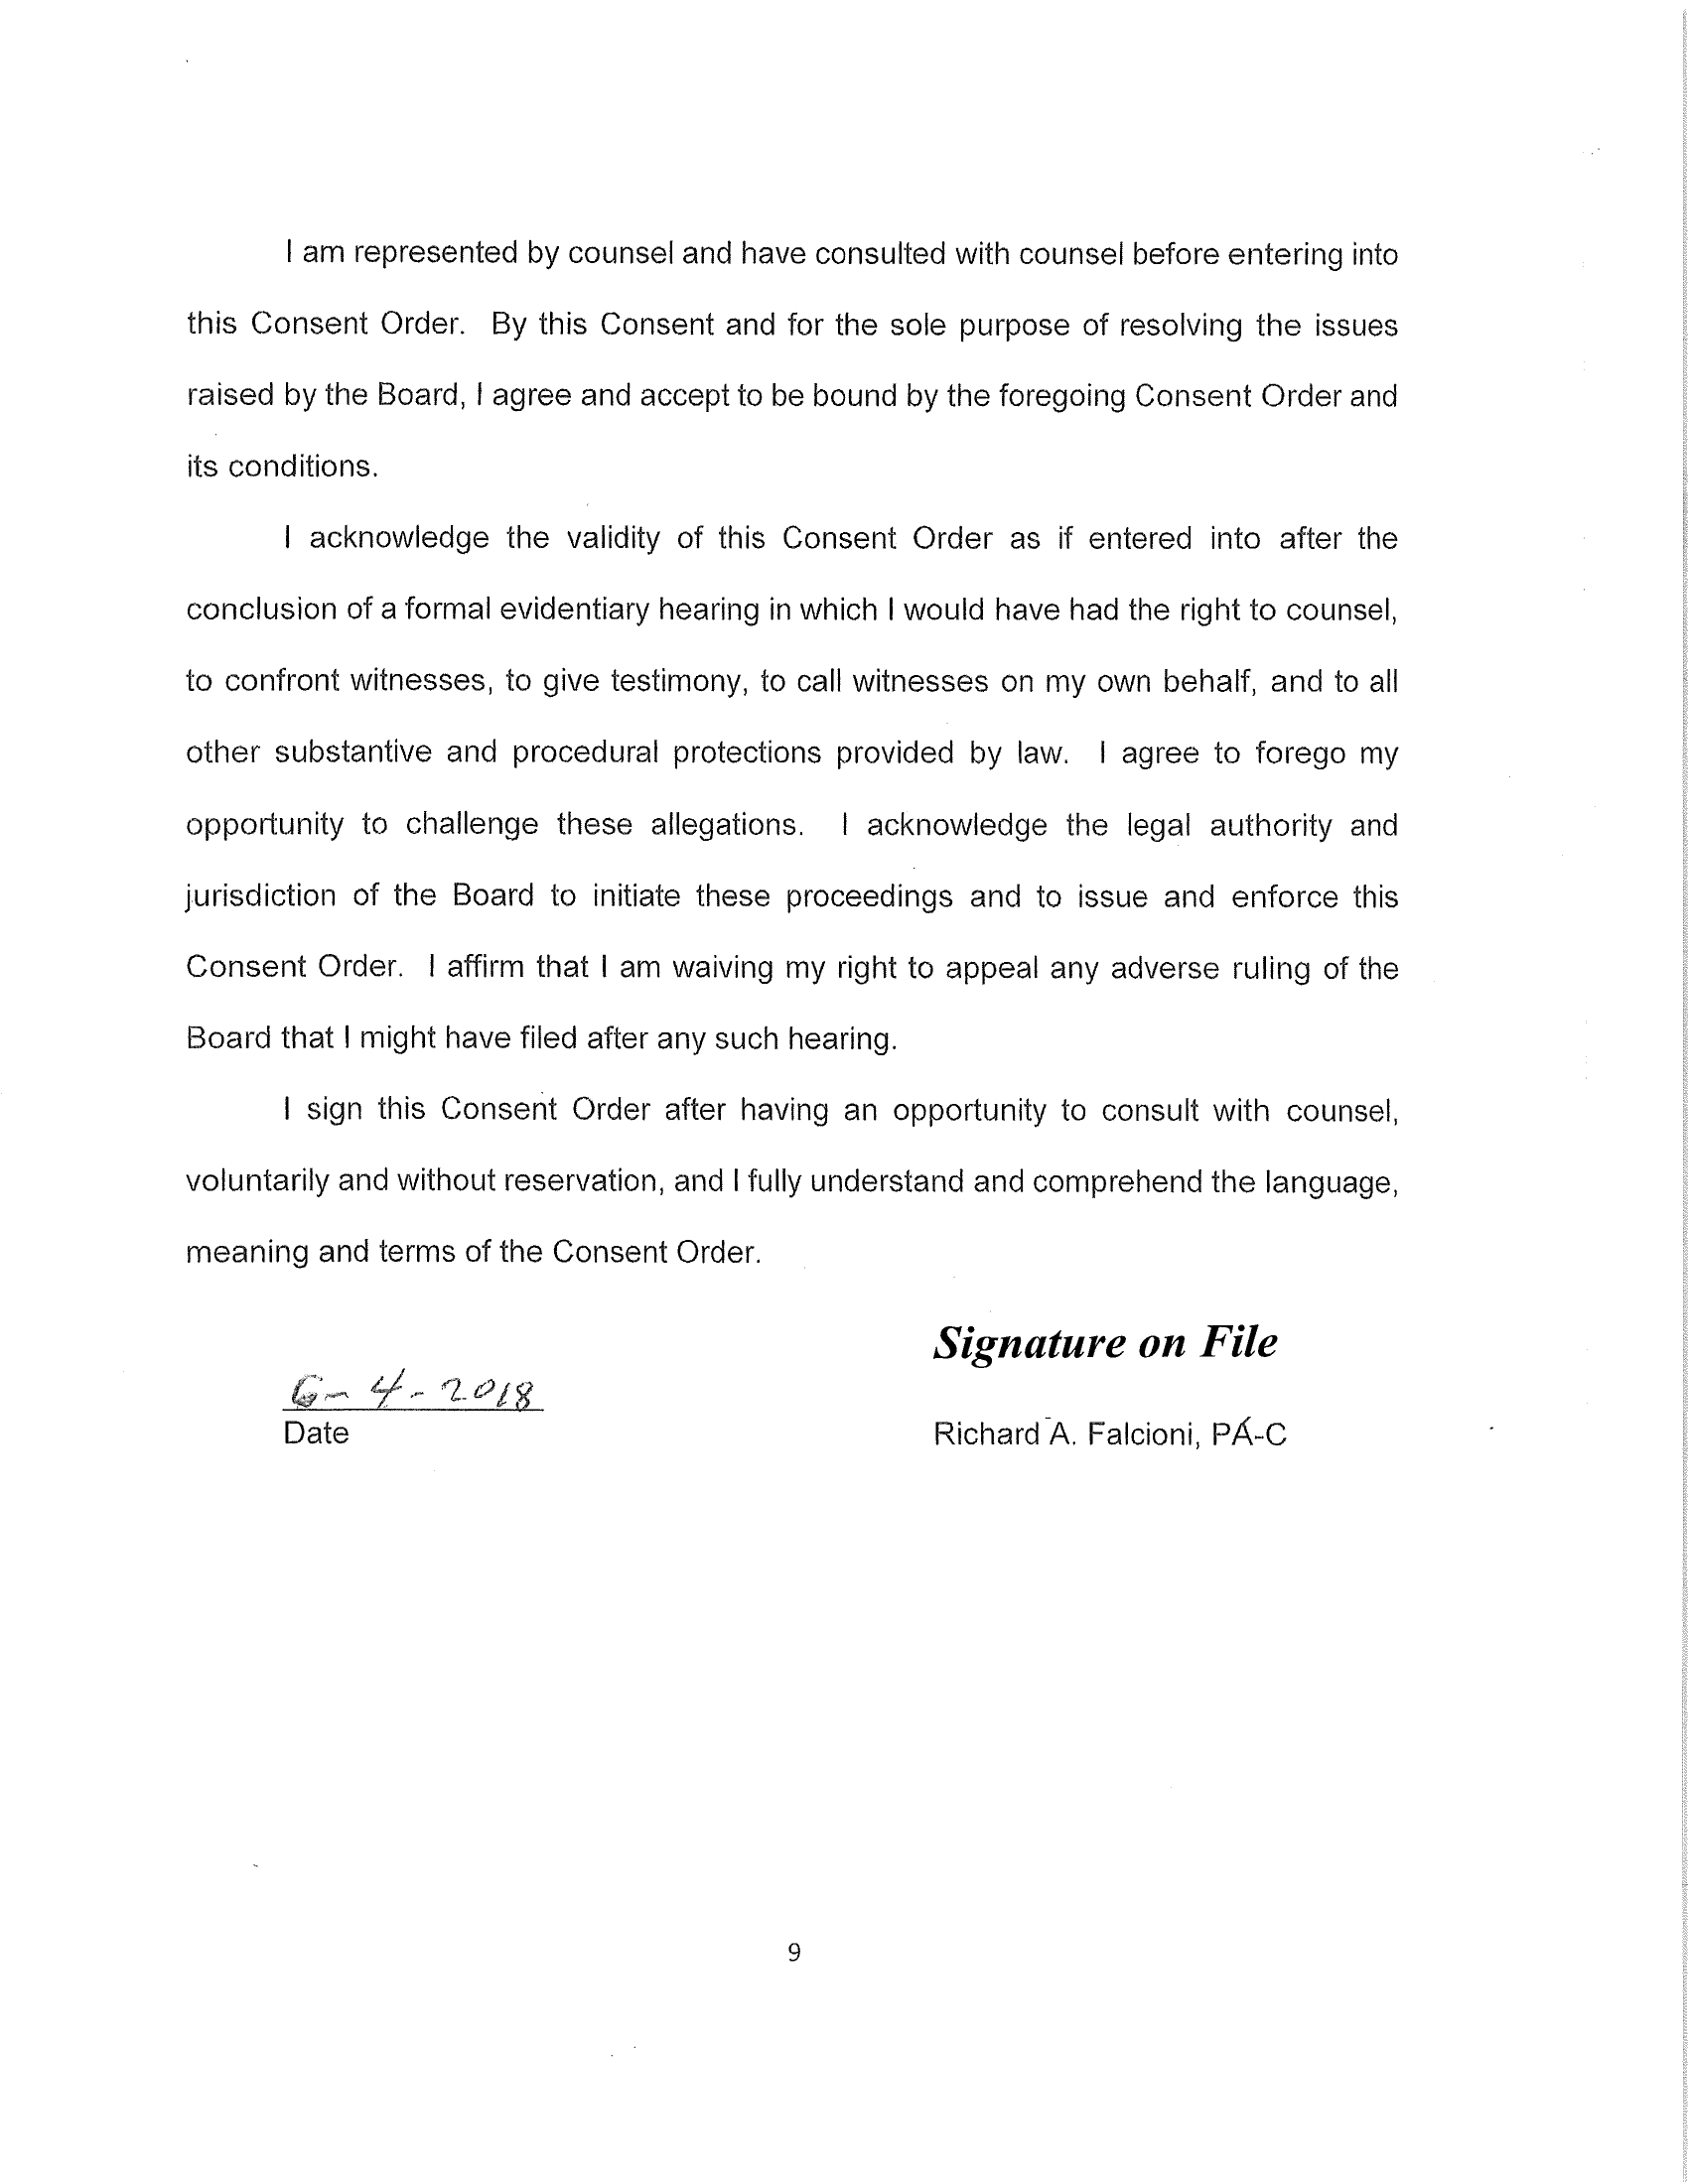 I am represented by counsel and have consulted with counsel before entering into
this Consent Order. By this Consent and for the sole purpose of resolving the issues
raised by the Board, I agree and accept to be bound by the foregoing Consent Order and
its conditions.
I acknowledge the validity of this Consent Order as if entered into after the
conclusion of a formal evidentiary hearing in which I would have had the right to counsel,
to confront witnesses, to give testimony, to call witnesses on my own behalf, and to all
other substantive and procedural protections provided by law. I agree to forego my
opportunity to challenge these allegations. I acknowledge the legal authority and
jurisdiction of the Board to initiate these proceedings and to issue and enforce this
Consent Order. I affirm that I am waiving my right to appeal any adverse ruling of the
Board that I might have filed after any such hearing.
I sign this Consent Order after having an opportunity to consult with counsel,
voluntarily and without reservation, and I fully understand and comprehend the language,
meaning and terms of the Consent Order.
Signature on File
6-4-2018
Date
Richard A. Falcioni, PA-C
9